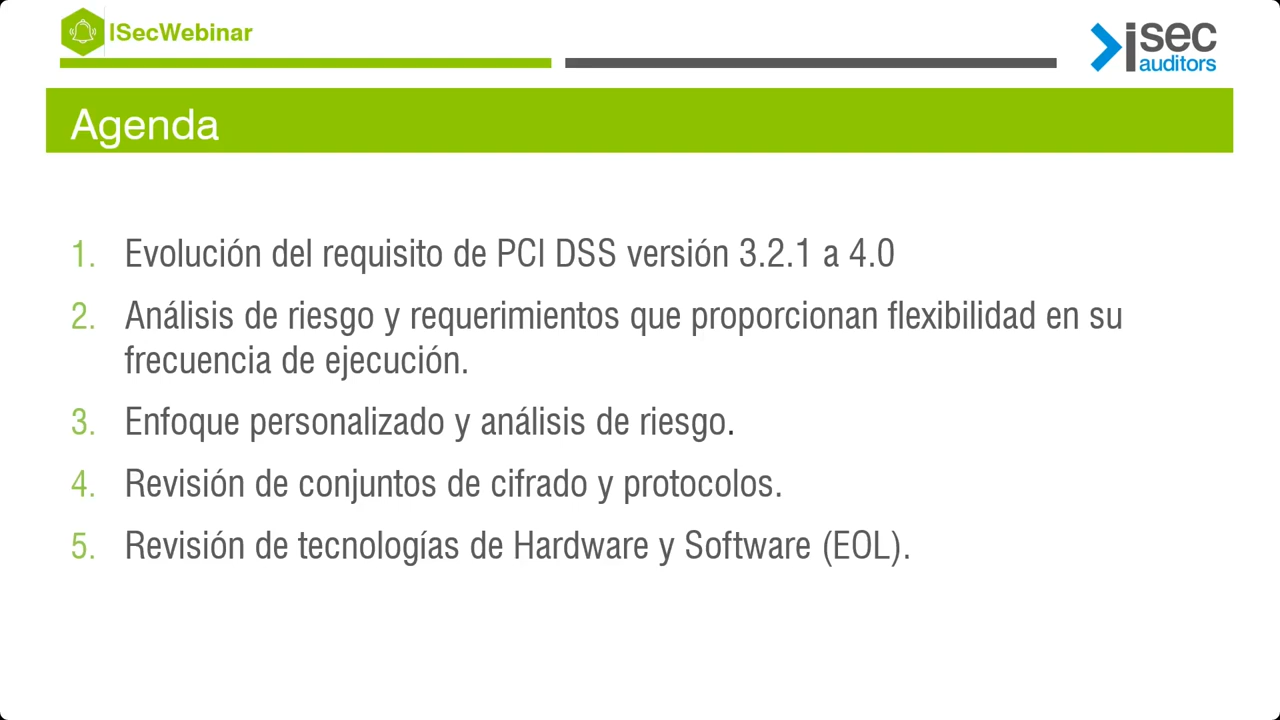 ISecWebinar
isec
auditors
Agenda
1. Evolución del requisito de PCI DSS versión 3.2.1 a 4.0
2. Análisis de riesgo y requerimientos que proporcionan flexibilidad en su
frecuencia de ejecución.
3. Enfoque personalizado y análisis de riesgo.
4. Revisión de conjuntos de cifrado y protocolos.
5. Revisión de tecnologías de Hardware y Software (EOL).